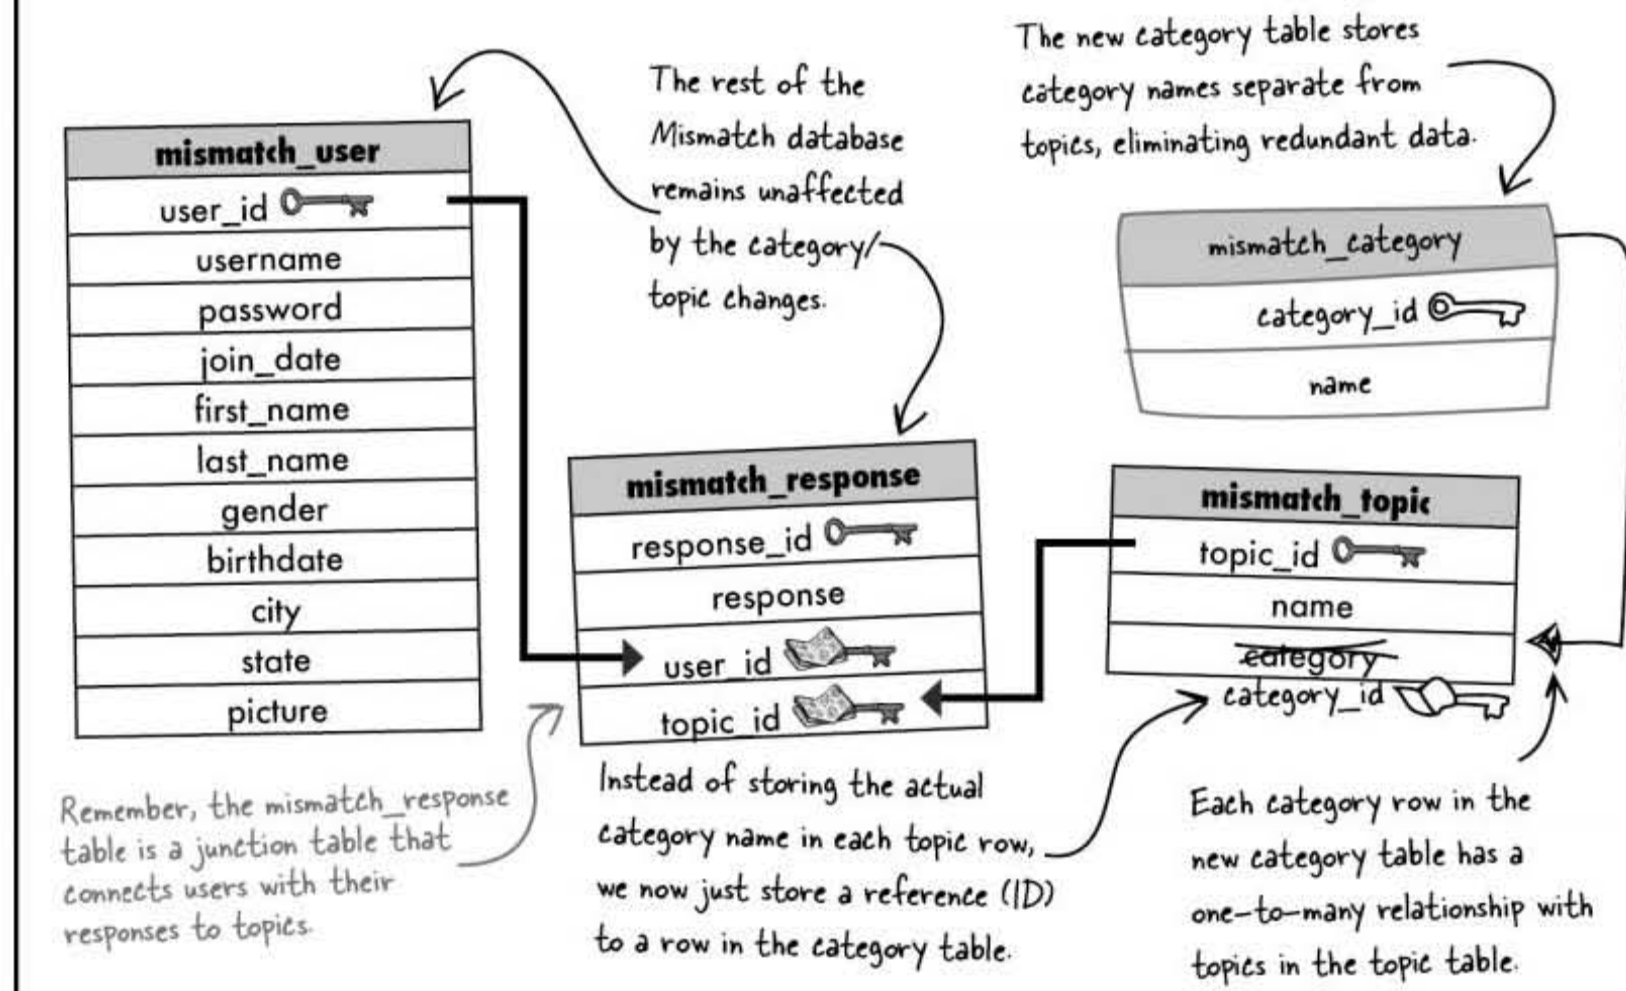 The new category table stores
category names separate from
topics, eliminating redundant data.
The rest of the
Mismatch database
remains unaffected
by the category/
topic changes.
mismatch_user
user_id
username
password
join_date
first_name
last_name
gender
birthdate
city
state
picture
mismatch_category
category_id
name
mismatch_response
response_id
response
user_id
topic_id
mismatch_topic
topic_id
name
category
category_id
Remember, the mismatch_response
table is a junction table that
connects users with their
responses to topics.
Instead of storing the actual
category name in each topic row,
we now just store a reference (ID)
to a row in the category table.
Each category row in the
new category table has a
one-to-many relationship with
topics in the topic table.